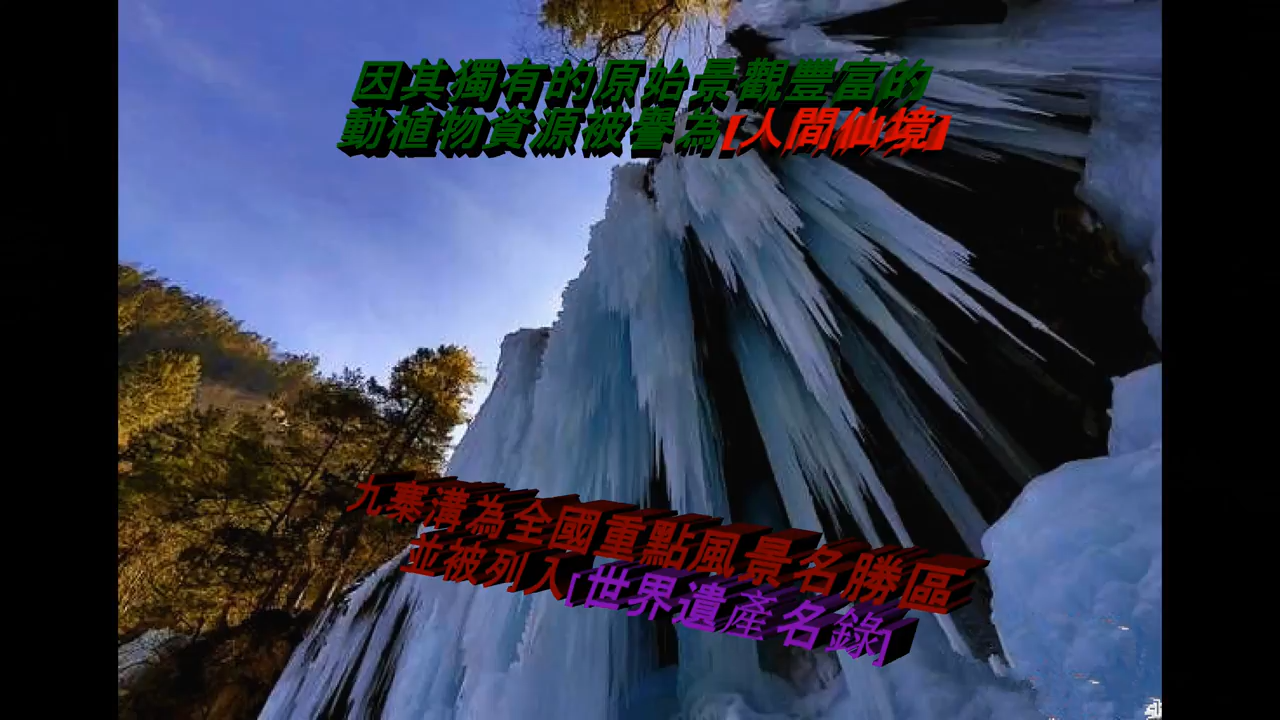 因其獨有的原始景觀豐富的
動植物資源被譽為[人間仙境]
九寨溝為全國重點風景名勝區
並被列入[世界遺產名錄]